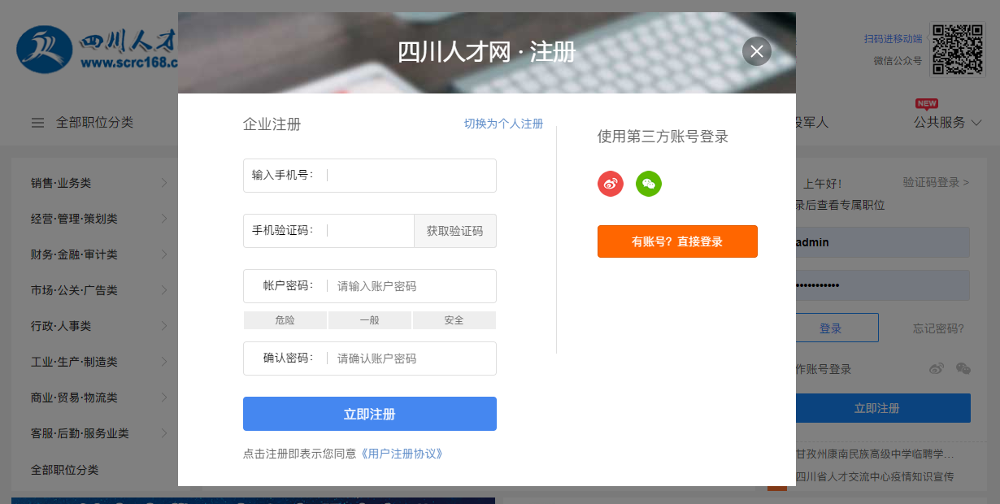 四川人才
www.scrc168.c
扫码进移动端
微信公众号
四川人才网 · 注册
全部职位分类
役军人
NEW
公共服务
销售·业务类
经营·管理·策划类
财务·金融·审计类
市场·公关·广告类
行政·人事类
工业·生产·制造类
商业·贸易·物流类
客服·后勤·服务业类
全部职位分类
企业注册
切换为个人注册
输入手机号：
手机验证码：
获取验证码
帐户密码：
请输入账户密码
危险 一般 安全
确认密码：
请确认账户密码
立即注册
点击注册即表示您同意《用户注册协议》
使用第三方账号登录
有账号？直接登录
上午好！
验证码登录 >
录后查看专属职位
admin
•••••••••••
登录
忘记密码?
作账号登录
立即注册
甘孜州康南民族高级中学临聘学...
四川省人才交流中心疫情知识宣传